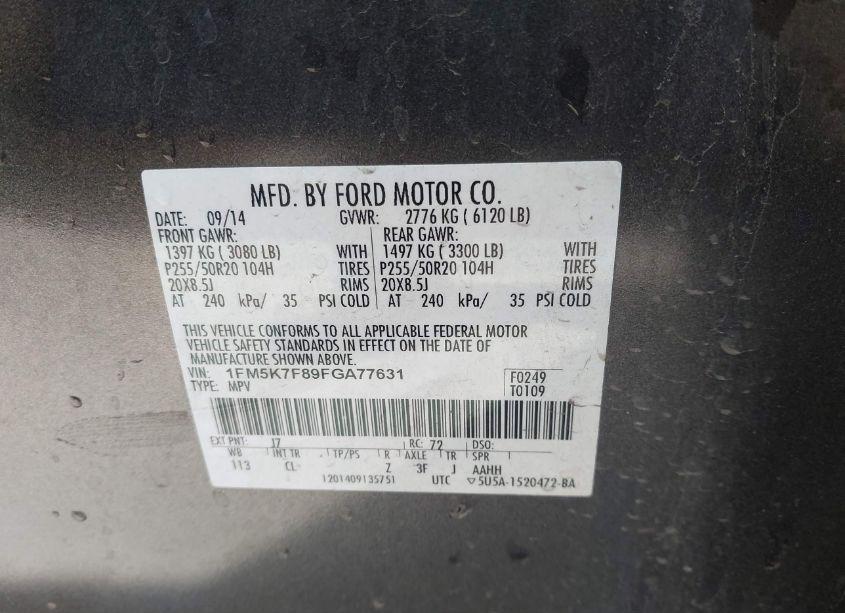 MFD. BY FORD MOTOR CO.
DATE: 09/14 GVWR: 2776 KG ( 6120 LB)
FRONT GAWR: REAR GAWR:
1397 KG ( 3080 LB) WITH 1497 KG ( 3300 LB) WITH
P255/50R20 104H TIRES P255/50R20 104H TIRES
20X8.5J RIMS 20X8.5J RIMS
AT 240 kPa/ 35 PSI COLD AT 240 kPa/ 35 PSI COLD
THIS VEHICLE CONFORMS TO ALL APPLICABLE FEDERAL MOTOR
VEHICLE SAFETY STANDARDS IN EFFECT ON THE DATE OF
MANUFACTURE SHOWN ABOVE.
VIN: 1FM5K7F89FGA77631 F0249
TYPE: MPV T0109
EXT PNT: J7 RC: 72 DSO:
WB INT TR TP/PS R AXLE TR SPR
113 CL Z 3F J AAHH
1201409135751 UTC ▽5U5A-1520472-BA